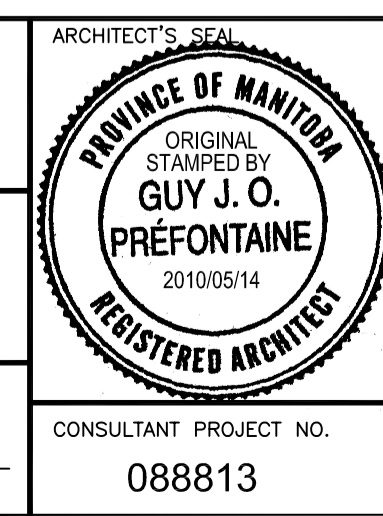 ARCHITECT'S SEAL
PROVINCE OF MANITOBA
ORIGINAL
STAMPED BY
GUY J. O.
PRÉFONTAINE
2010/05/14
REGISTERED ARCHITECT
CONSULTANT PROJECT NO.
088813